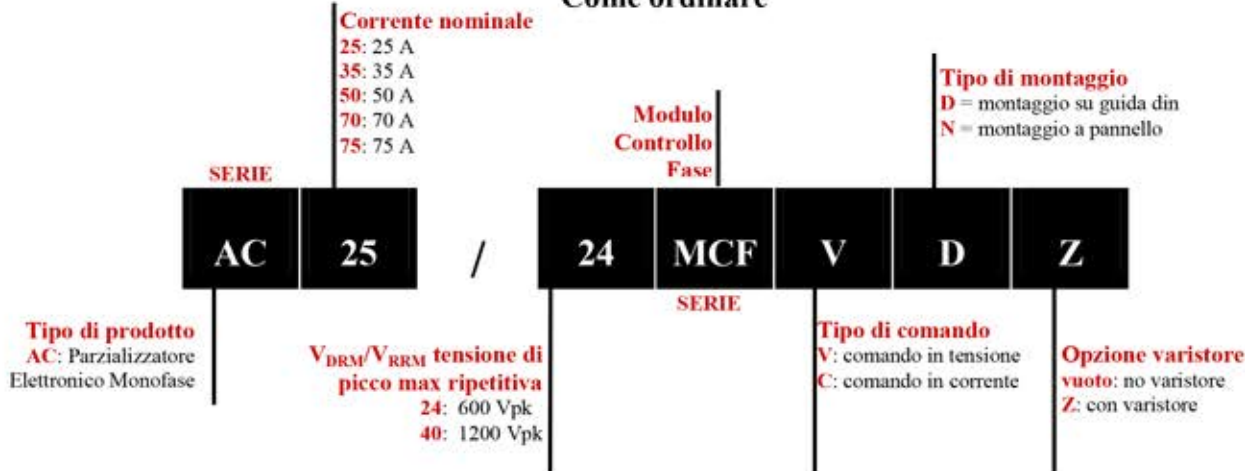 Come ordinare
Corrente nominale
25: 25 A
35: 35 A
50: 50 A
70: 70 A
75: 75 A
Modulo
Controllo
Fase
Tipo di montaggio
D = montaggio su guida din
N = montaggio a pannello
SERIE
AC 25 / 24 MCF V D Z
SERIE
Tipo di prodotto
AC: Parzializzatore
Elettronico Monofase
VDRM/VRRM tensione di
picco max ripetitiva
24: 600 Vpk
40: 1200 Vpk
Tipo di comando
V: comando in tensione
C: comando in corrente
Opzione varistore
vuoto: no varistore
Z: con varistore